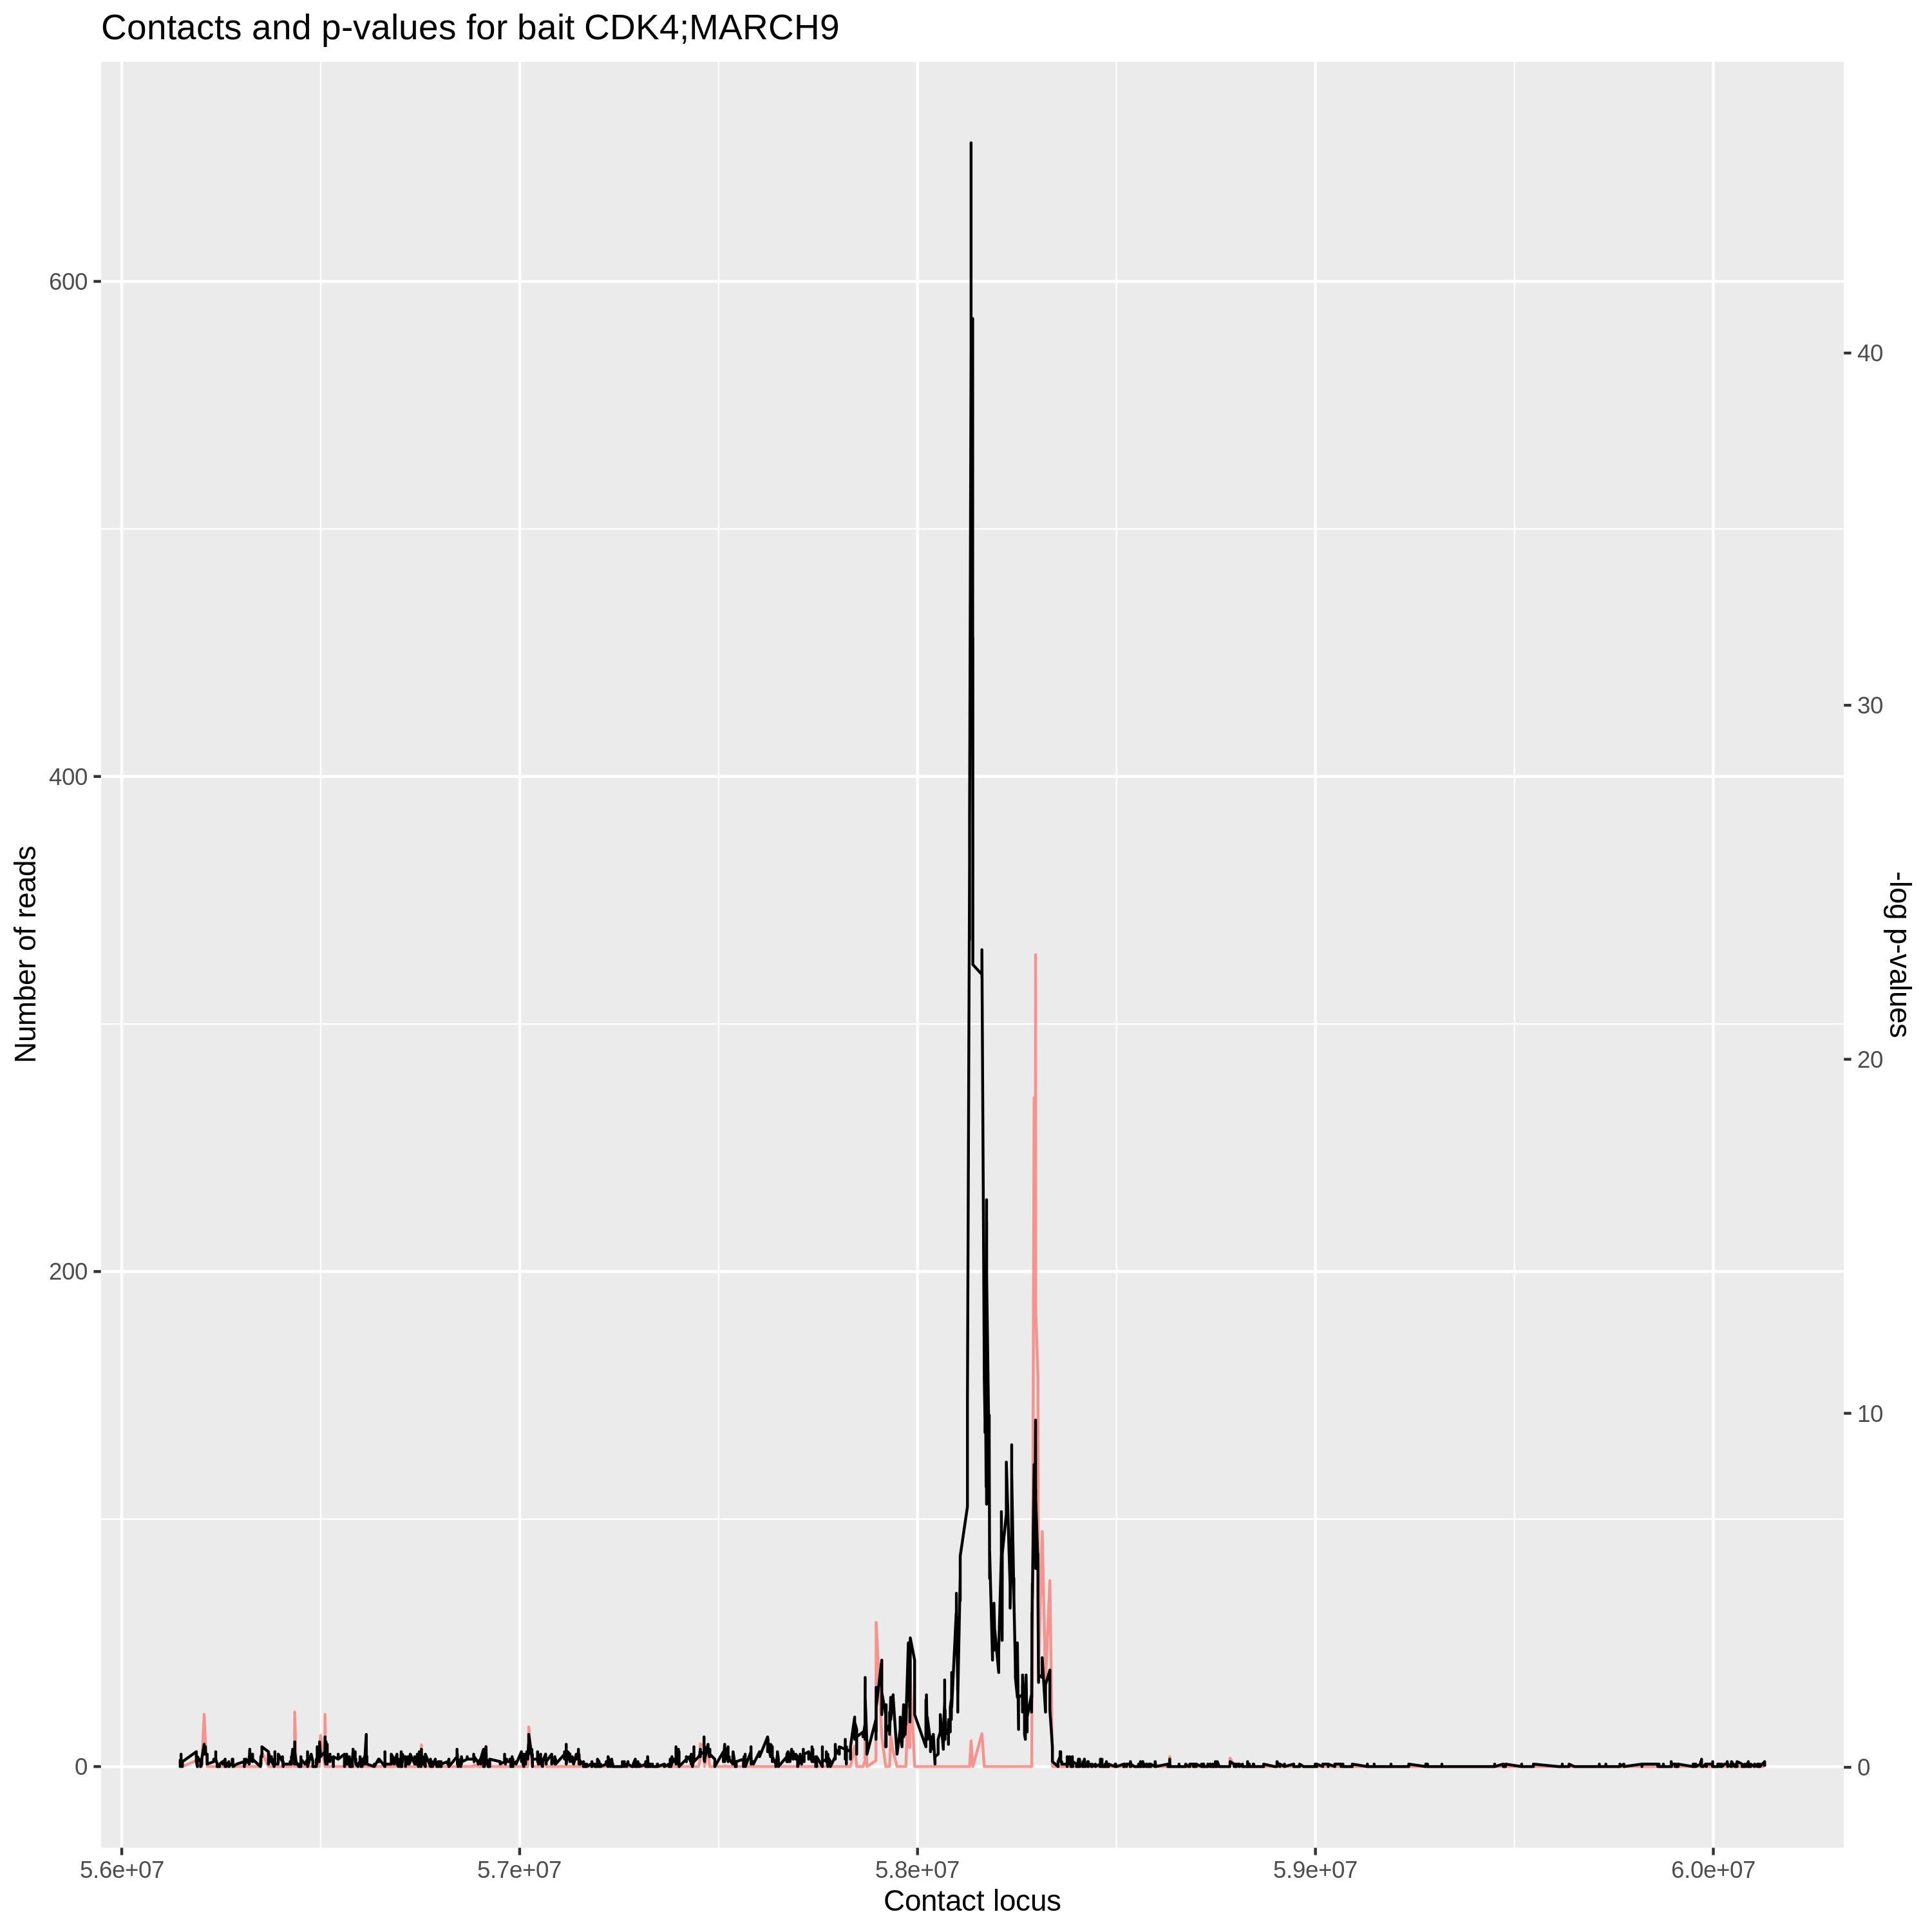 Contacts and p-values for bait CDK4;MARCH9
Number of reads
600
400
200
0
40
30
20
10
0
-log p-values
5.6e+07
5.7e+07
5.8e+07
5.9e+07
6.0e+07
Contact locus